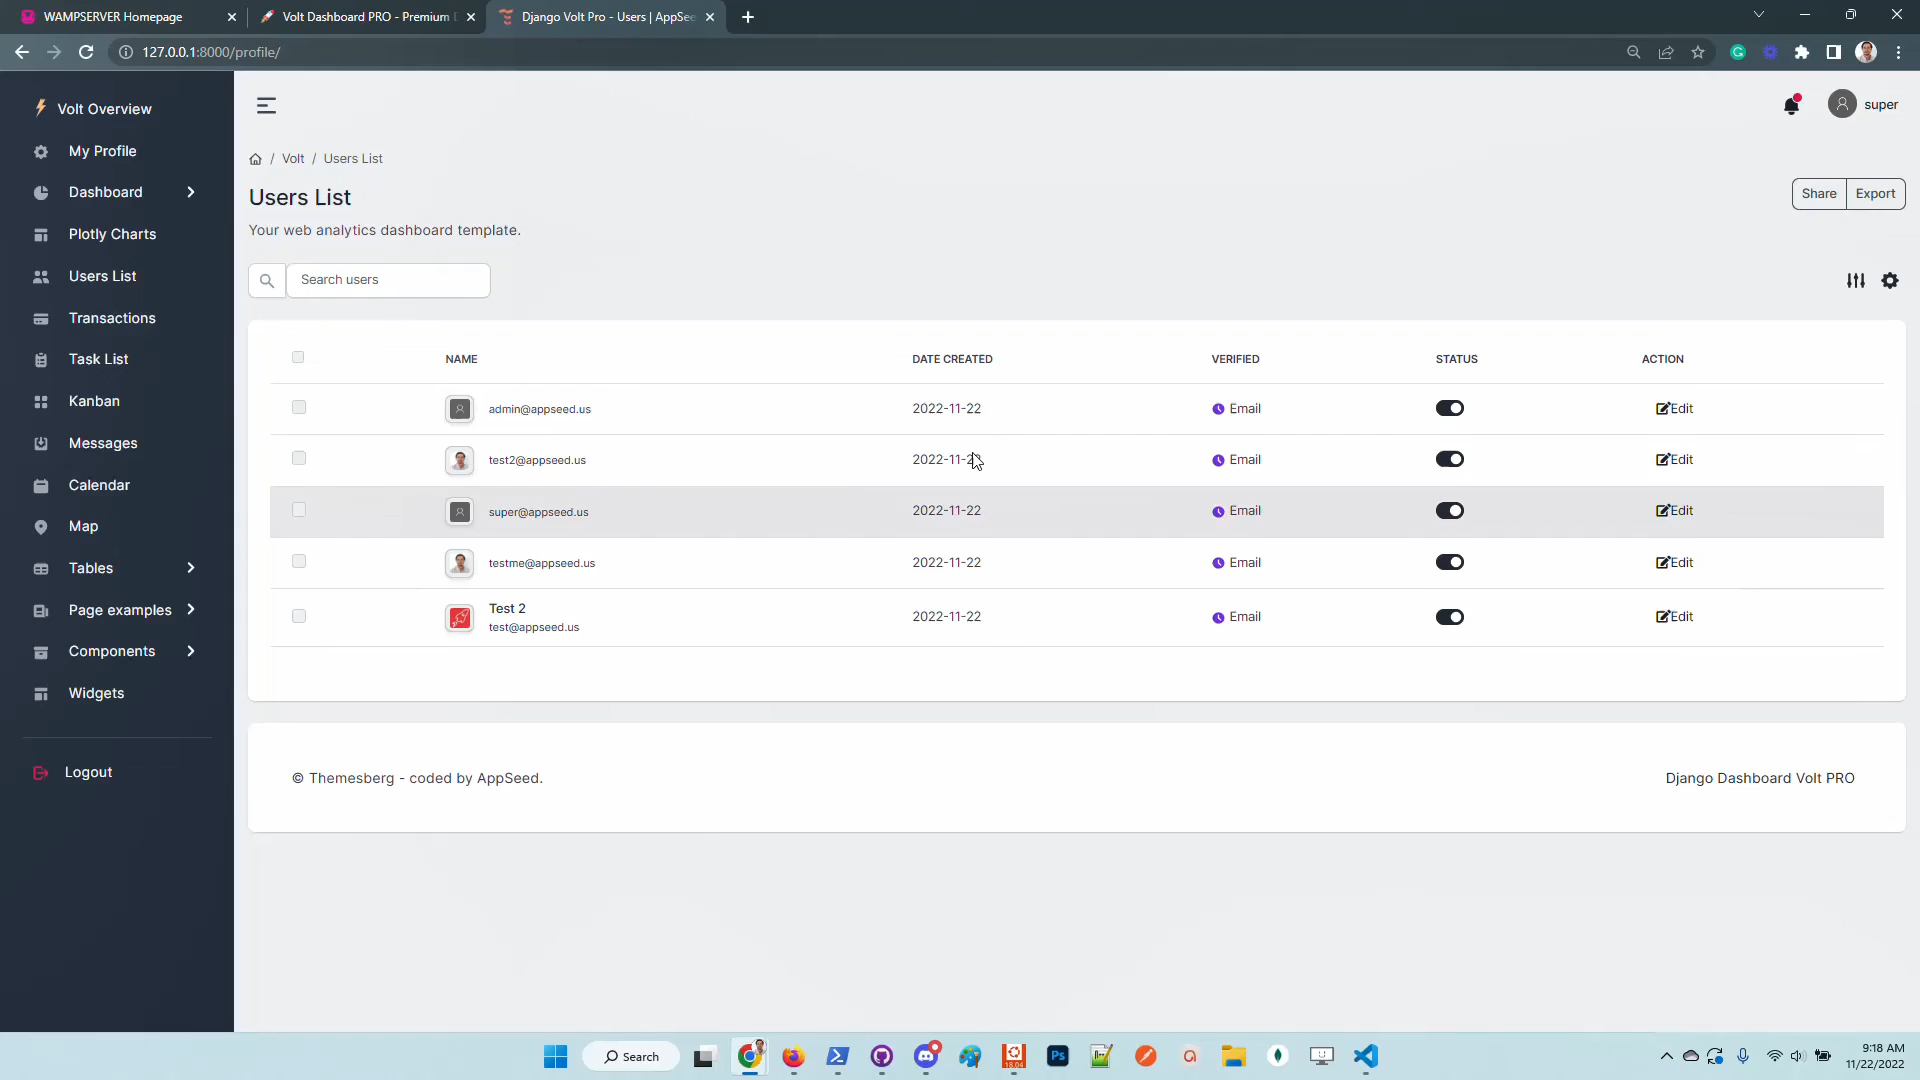 WAMPSERVER Homepage
Volt Dashboard PRO - Premium
Django Volt Pro - Users | AppSee
127.0.0.1:8000/profile/
Volt Overview
My Profile
Dashboard
Plotly Charts
Users List
Transactions
Task List
Kanban
Messages
Calendar
Map
Tables
Page examples
Components
Widgets
Logout
super
/ Volt / Users List
Users List
Share Export
Your web analytics dashboard template.
Search users
NAME DATE CREATED VERIFIED STATUS ACTION
admin@appseed.us 2022-11-22 Email Edit
test2@appseed.us 2022-11-22 Email Edit
super@appseed.us 2022-11-22 Email Edit
testme@appseed.us 2022-11-22 Email Edit
Test 2
test@appseed.us 2022-11-22 Email Edit
© Themesberg - coded by AppSeed.
Django Dashboard Volt PRO
Search
18.04
Ps
9:18 AM
11/22/2022